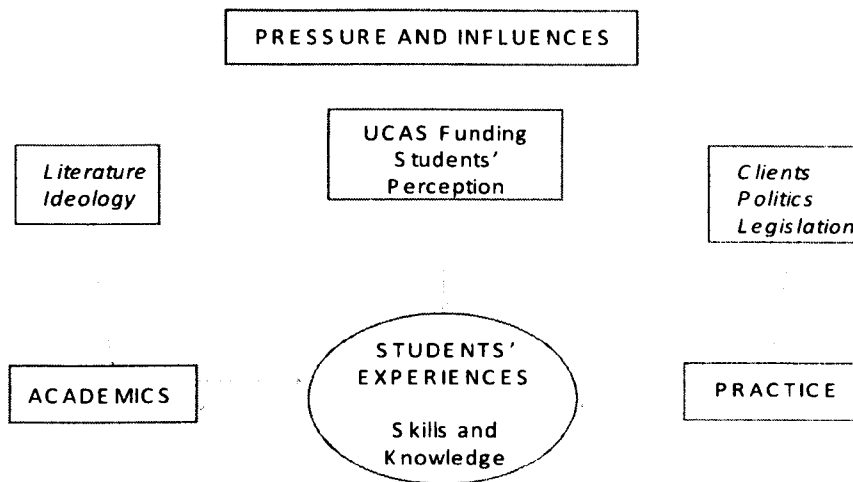 PRESSURE AND INFLUENCES
UCAS Funding
Students'
Perception
Literature
Ideology
Clients
Politics
Legislation
STUDENTS'
EXPERIENCES
Skills and
Knowledge
ACADEMICS
PRACTICE